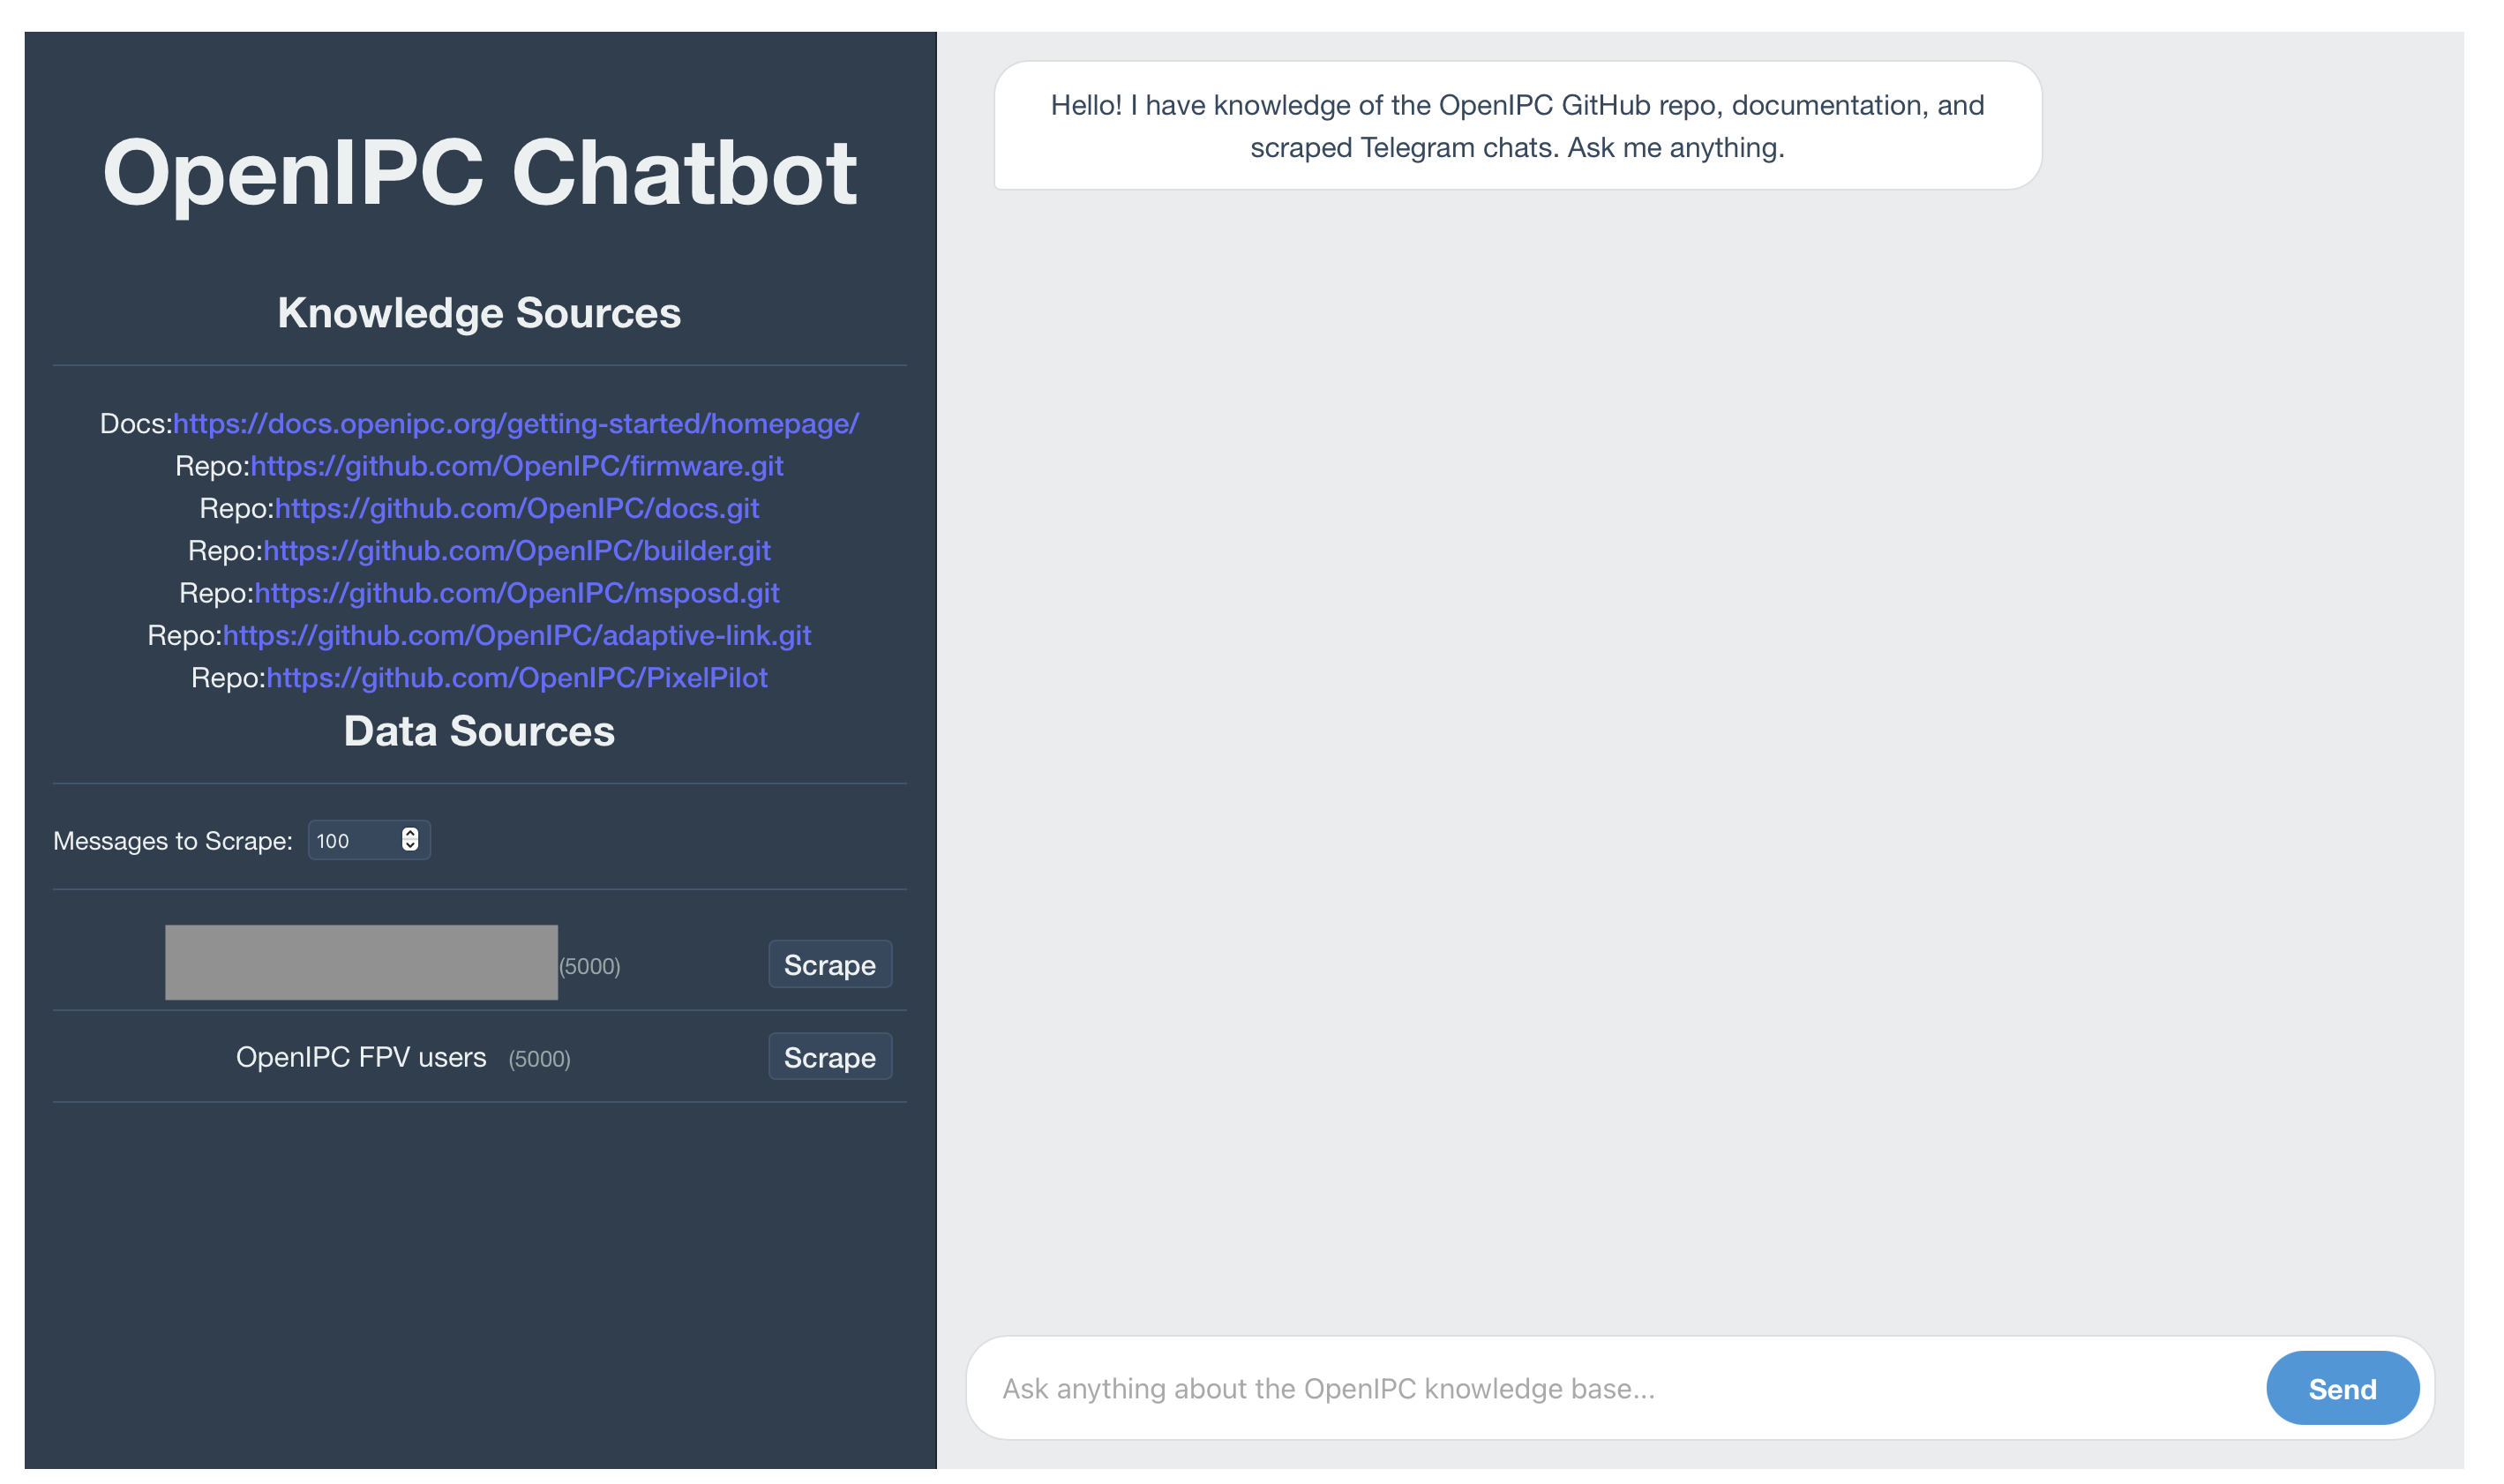 OpenIPC Chatbot
Knowledge Sources
Docs:https://docs.openipc.org/getting-started/homepage/
Repo:https://github.com/OpenIPC/firmware.git
Repo:https://github.com/OpenIPC/docs.git
Repo:https://github.com/OpenIPC/builder.git
Repo:https://github.com/OpenIPC/msposd.git
Repo:https://github.com/OpenIPC/adaptive-link.git
Repo:https://github.com/OpenIPC/PixelPilot
Data Sources
Messages to Scrape: 100
(5000) Scrape
OpenIPC FPV users (5000) Scrape
Hello! I have knowledge of the OpenIPC GitHub repo, documentation, and
scraped Telegram chats. Ask me anything.
Ask anything about the OpenIPC knowledge base... Send